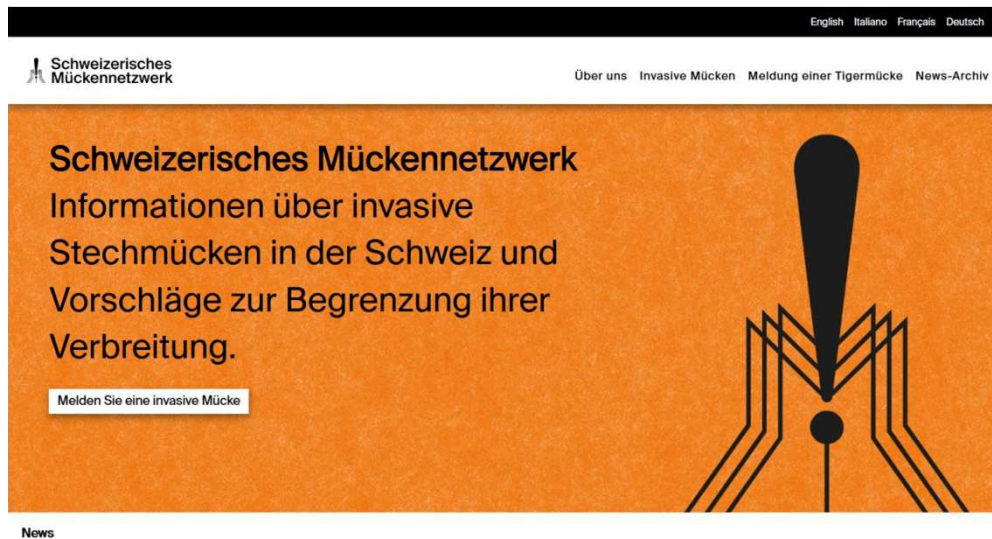 English Italiano Français Deutsch
Schweizerisches
Mückennetzwerk
Über uns Invasive Mücken Meldung einer Tigermücke News-Archiv
Schweizerisches Mückennetzwerk
Informationen über invasive
Stechmücken in der Schweiz und
Vorschläge zur Begrenzung ihrer
Verbreitung.
Melden Sie eine invasive Mücke
News